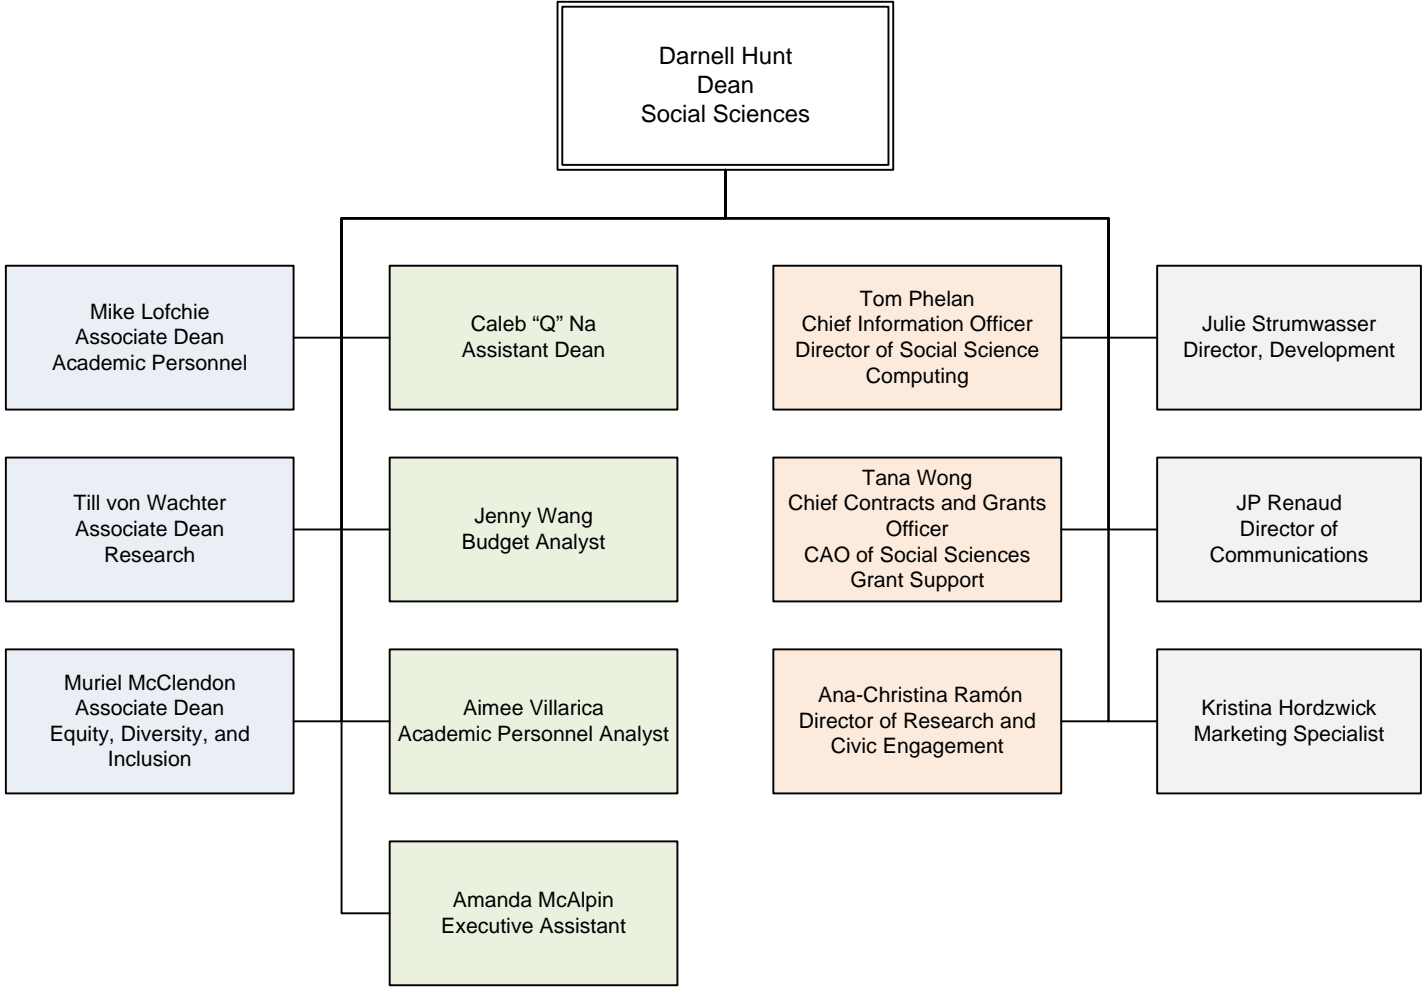 Darnell Hunt
Dean
Social Sciences
Mike Lofchie
Associate Dean
Academic Personnel
Caleb “Q” Na
Assistant Dean
Tom Phelan
Chief Information Officer
Director of Social Science
Computing
Julie Strumwasser
Director, Development
Till von Wachter
Associate Dean
Research
Jenny Wang
Budget Analyst
Tana Wong
Chief Contracts and Grants
Officer
CAO of Social Sciences
Grant Support
JP Renaud
Director of
Communications
Muriel McClendon
Associate Dean
Equity, Diversity, and
Inclusion
Aimee Villarica
Academic Personnel Analyst
Ana-Christina Ramón
Director of Research and
Civic Engagement
Kristina Hordzwick
Marketing Specialist
Amanda McAlpin
Executive Assistant